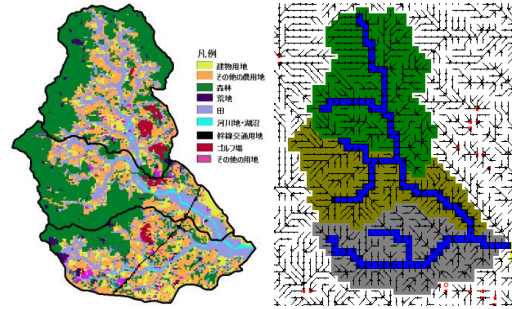 凡例
建物用地
その他の農用地
森林
荒地
田
河川地・湖沼
幹線交通用地
ゴルフ場
その他の用地